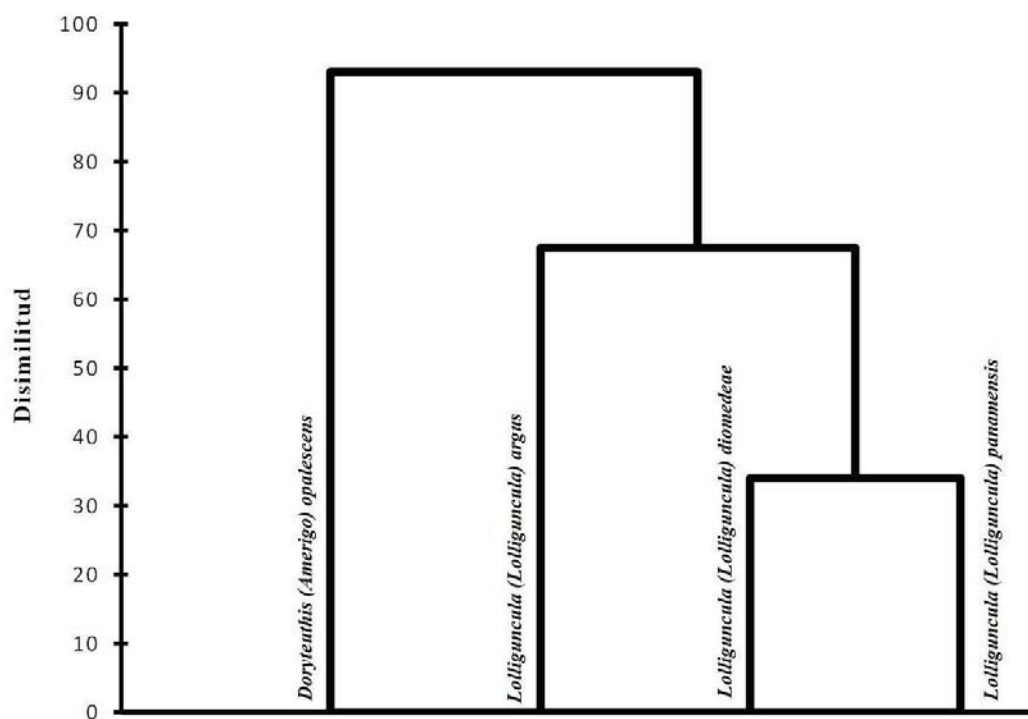 100
90
80
70
60
50
40
30
20
10
0
Disimilitud
Doryteuthis (Amerigo) opalescens
Lolliguncula (Lolliguncula) argus
Lolliguncula (Lolliguncula) diomedeae
Lolliguncula (Lolliguncula) panamensis